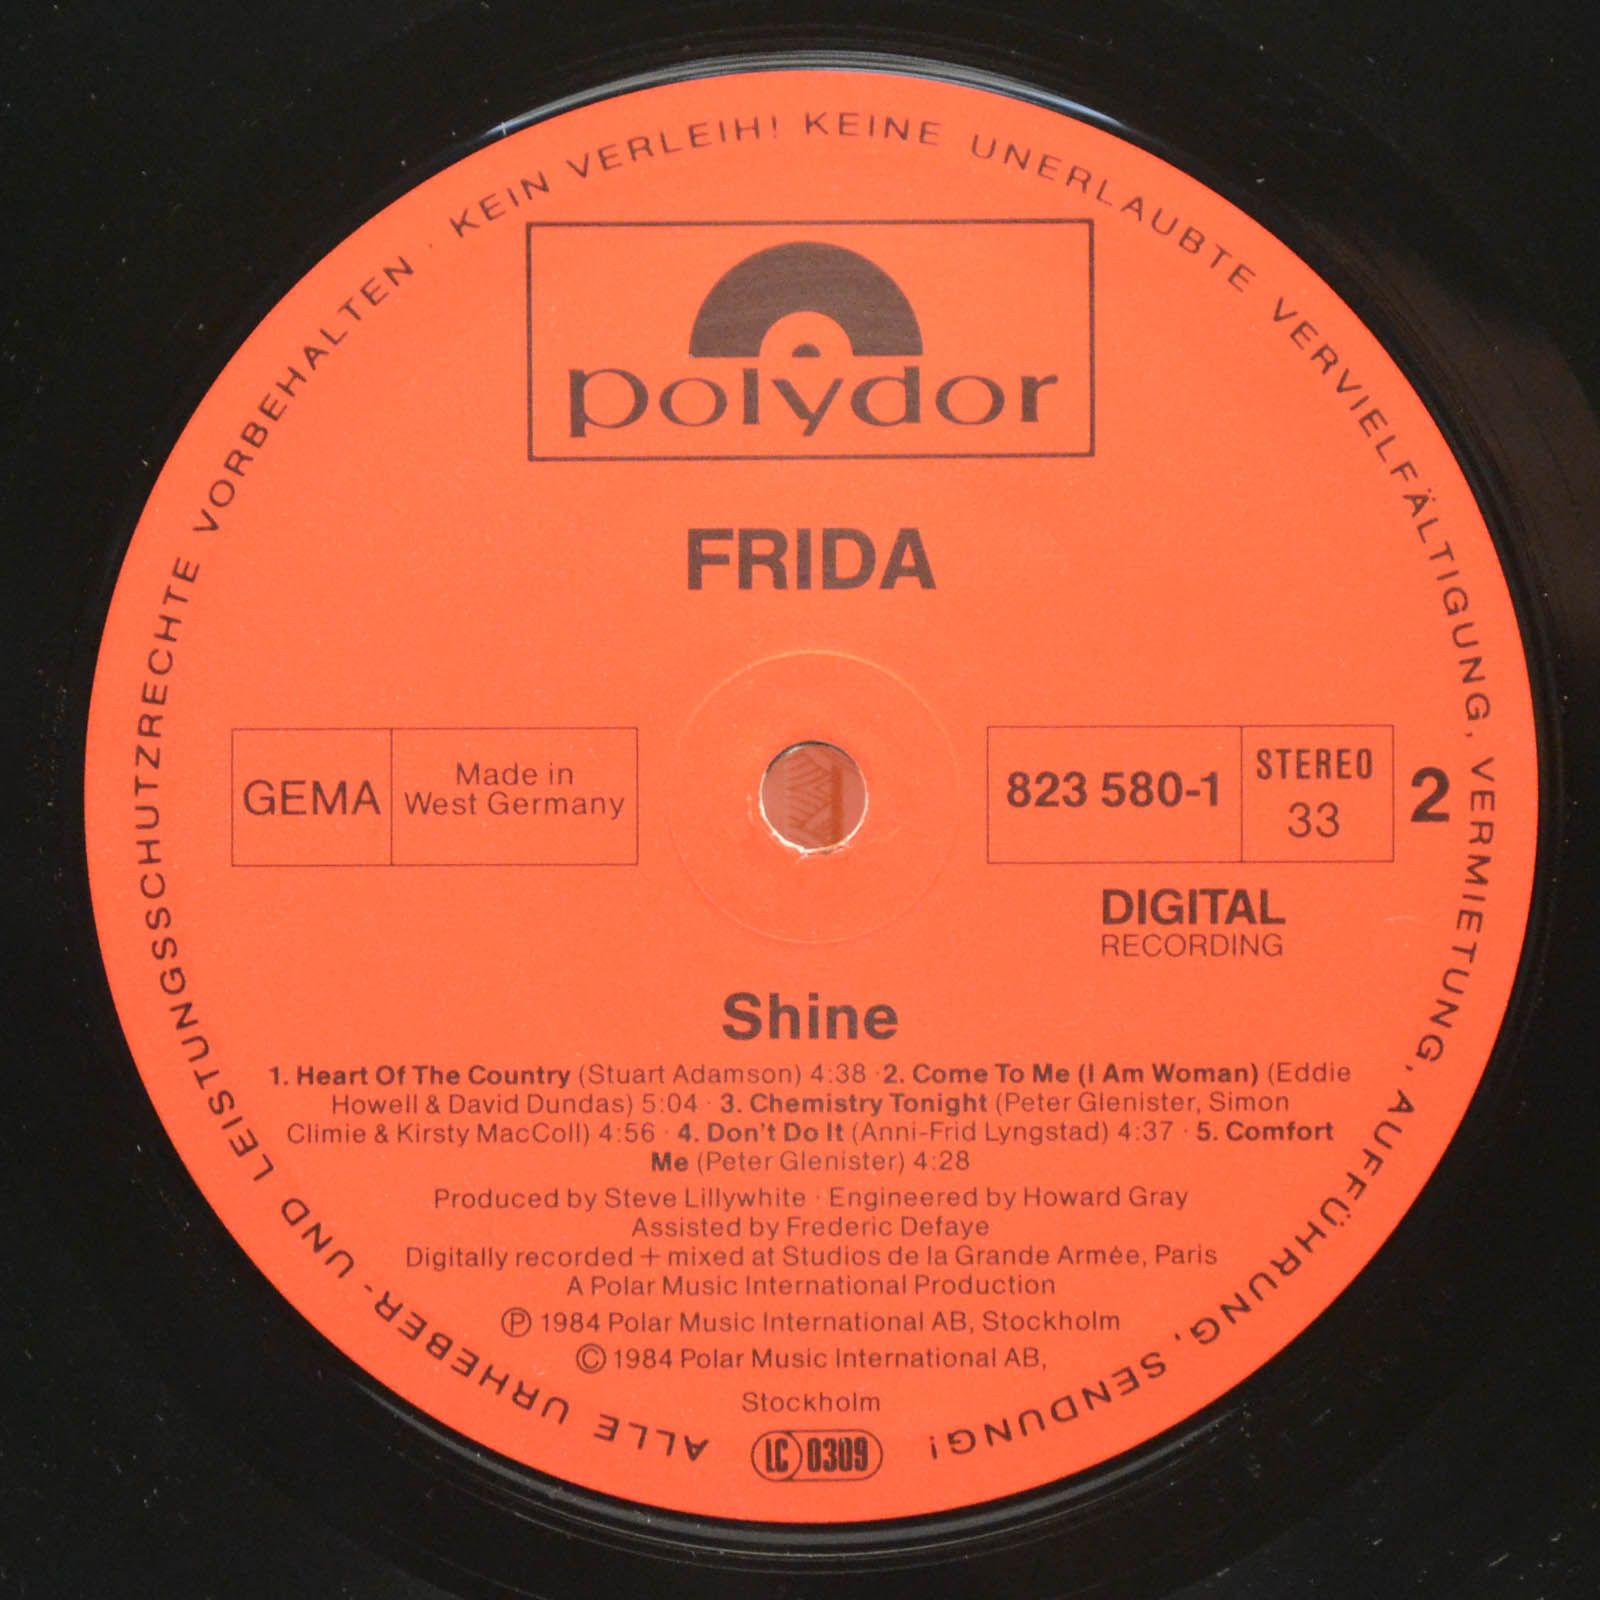 ALLE URHEBER- UND LEISTUNGSSCHUTZRECHTE VORBEHALTEN · KEIN VERLEIH! KEINE UNERLAUBTE VERVIELFÄLTIGUNG, VERMIETUNG, AUFFÜHRUNG, SENDUNG!
polydor
FRIDA
GEMA
Made in
West Germany
823 580-1
STEREO
33
2
DIGITAL
RECORDING
Shine
1. Heart Of The Country (Stuart Adamson) 4:38 · 2. Come To Me (I Am Woman) (Eddie
Howell & David Dundas) 5:04 · 3. Chemistry Tonight (Peter Glenister, Simon
Climie & Kirsty MacColl) 4:56 · 4. Don't Do It (Anni-Frid Lyngstad) 4:37 · 5. Comfort
Me (Peter Glenister) 4:28
Produced by Steve Lillywhite · Engineered by Howard Gray
Assisted by Frederic Defaye
Digitally recorded + mixed at Studios de la Grande Armée, Paris
A Polar Music International Production
℗ 1984 Polar Music International AB, Stockholm
© 1984 Polar Music International AB,
Stockholm
LC 0309